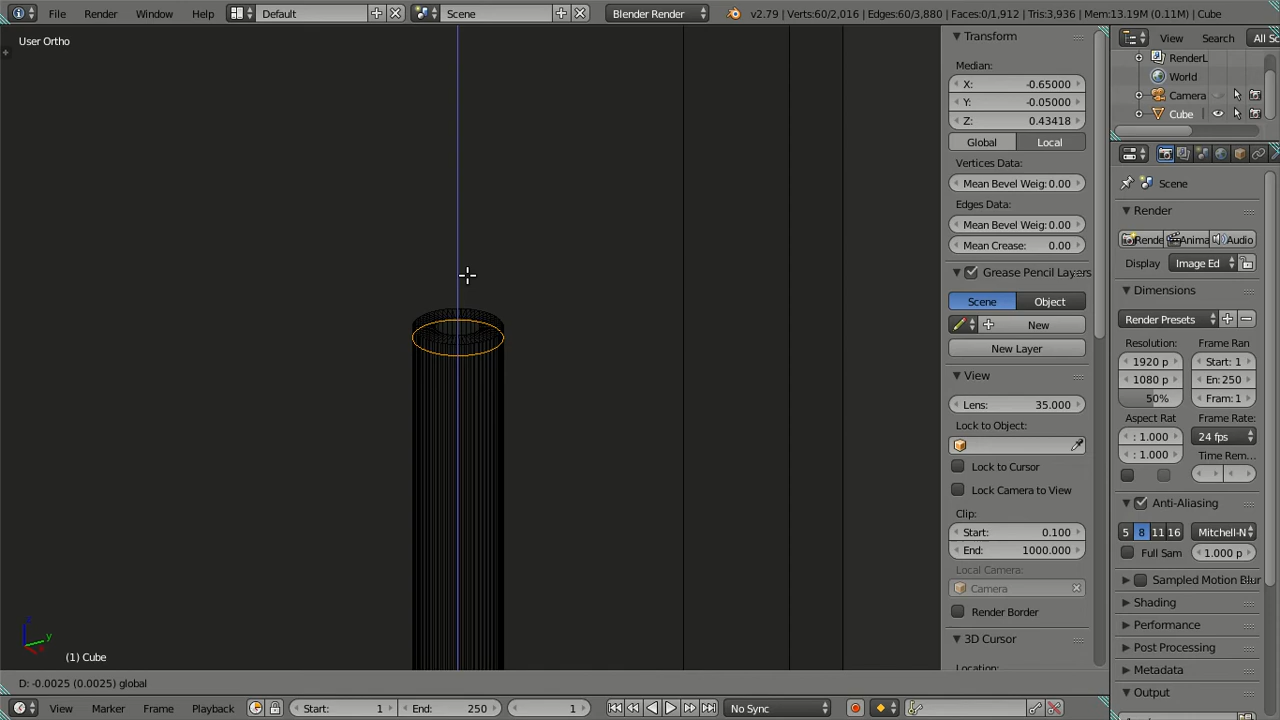 File Render Window Help Default Scene Blender Render v2.79 | Verts:60/2,016 | Edges:60/3,880 | Faces:0/1,912 | Tris:3,936 | Mem:13.19M (0.11M) | Cube
User Ortho
Transform
Median:
X: -0.65000
Y: -0.05000
Z: 0.43418
Global Local
Vertices Data:
Mean Bevel Weig: 0.00
Edges Data:
Mean Bevel Weig: 0.00
Mean Crease: 0.00
Grease Pencil Layers
Scene Object
New
New Layer
View
Lens: 35.000
Lock to Object:
Lock to Cursor
Lock Camera to View
Clip:
Start: 0.100
End: 1000.000
Local Camera:
Camera
Render Border
3D Cursor
View Search All Sc
RenderL
World
Camera
Cube
Scene
Render
Rende Anima Audio
Display Image Ed
Dimensions
Render Presets
Resolution: Frame Ran
1920 p Start: 1
1080 p En: 250
50% Fram: 1
Aspect Rat Frame Rate:
: 1.000 24 fps
: 1.000 Time Rem...
Anti-Aliasing
5 8 11 16 Mitchell-N
Full Sam 1.000 p
Sampled Motion Blur
Shading
Performance
Post Processing
Metadata
Output
z
y
(1) Cube
D: -0.0025 (0.0025) global
View Marker Frame Playback Start: 1 End: 250 1 No Sync